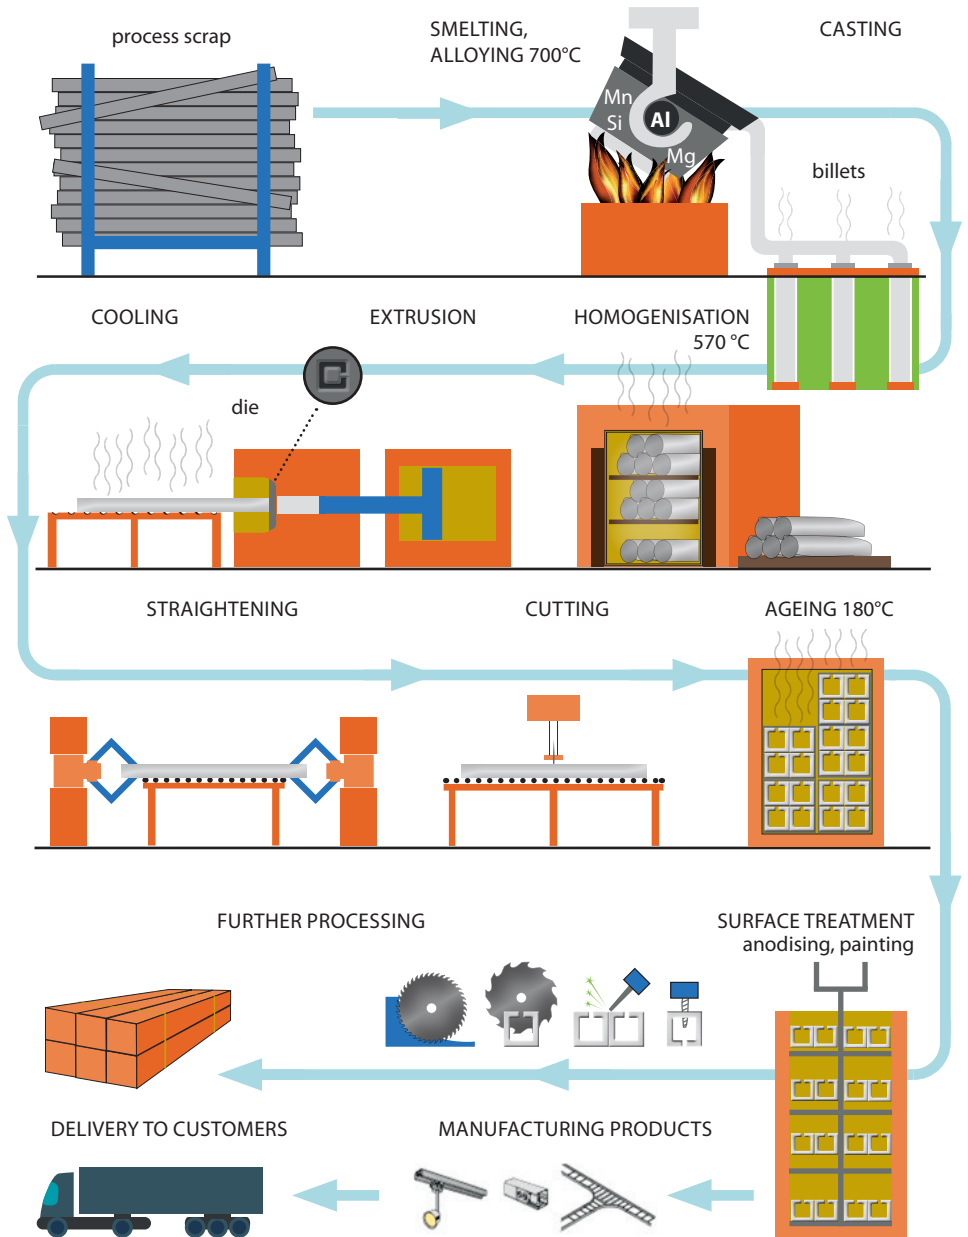 process scrap
SMELTING,
ALLOYING 700°C
CASTING
Mn
Si
Al
Mg
billets
COOLING
EXTRUSION
HOMOGENISATION
570 °C
die
STRAIGHTENING
CUTTING
AGEING 180°C
FURTHER PROCESSING
SURFACE TREATMENT
anodising, painting
DELIVERY TO CUSTOMERS
MANUFACTURING PRODUCTS